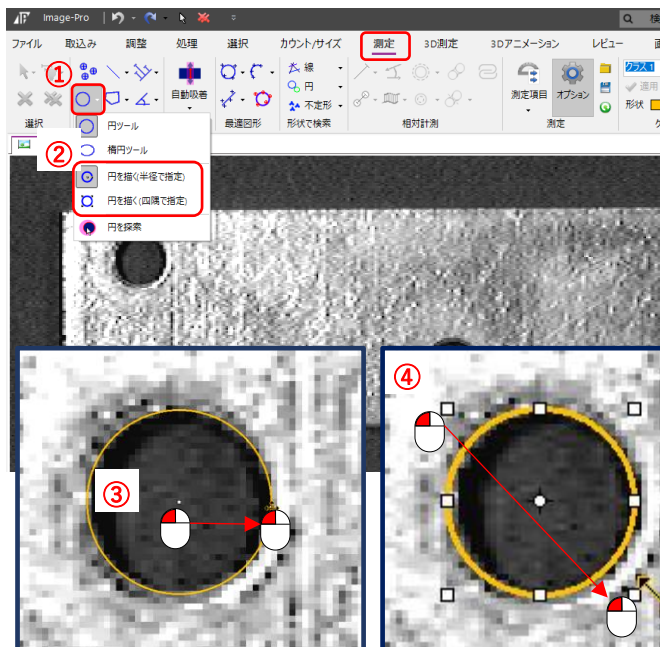 Image-Pro
検
ファイル 取込み 調整 処理 選択 カウント/サイズ 測定 3D測定 3Dアニメーション レビュー
①
線
円
不定形
自動吸着
測定項目 オプション
クラス 1
適用
形状
選択 最適図形 形状で検索 相対計測 測定
円ツール
②
楕円ツール
円を描く(半径で指定)
円を描く(四隅で指定)
円を探索
③
④